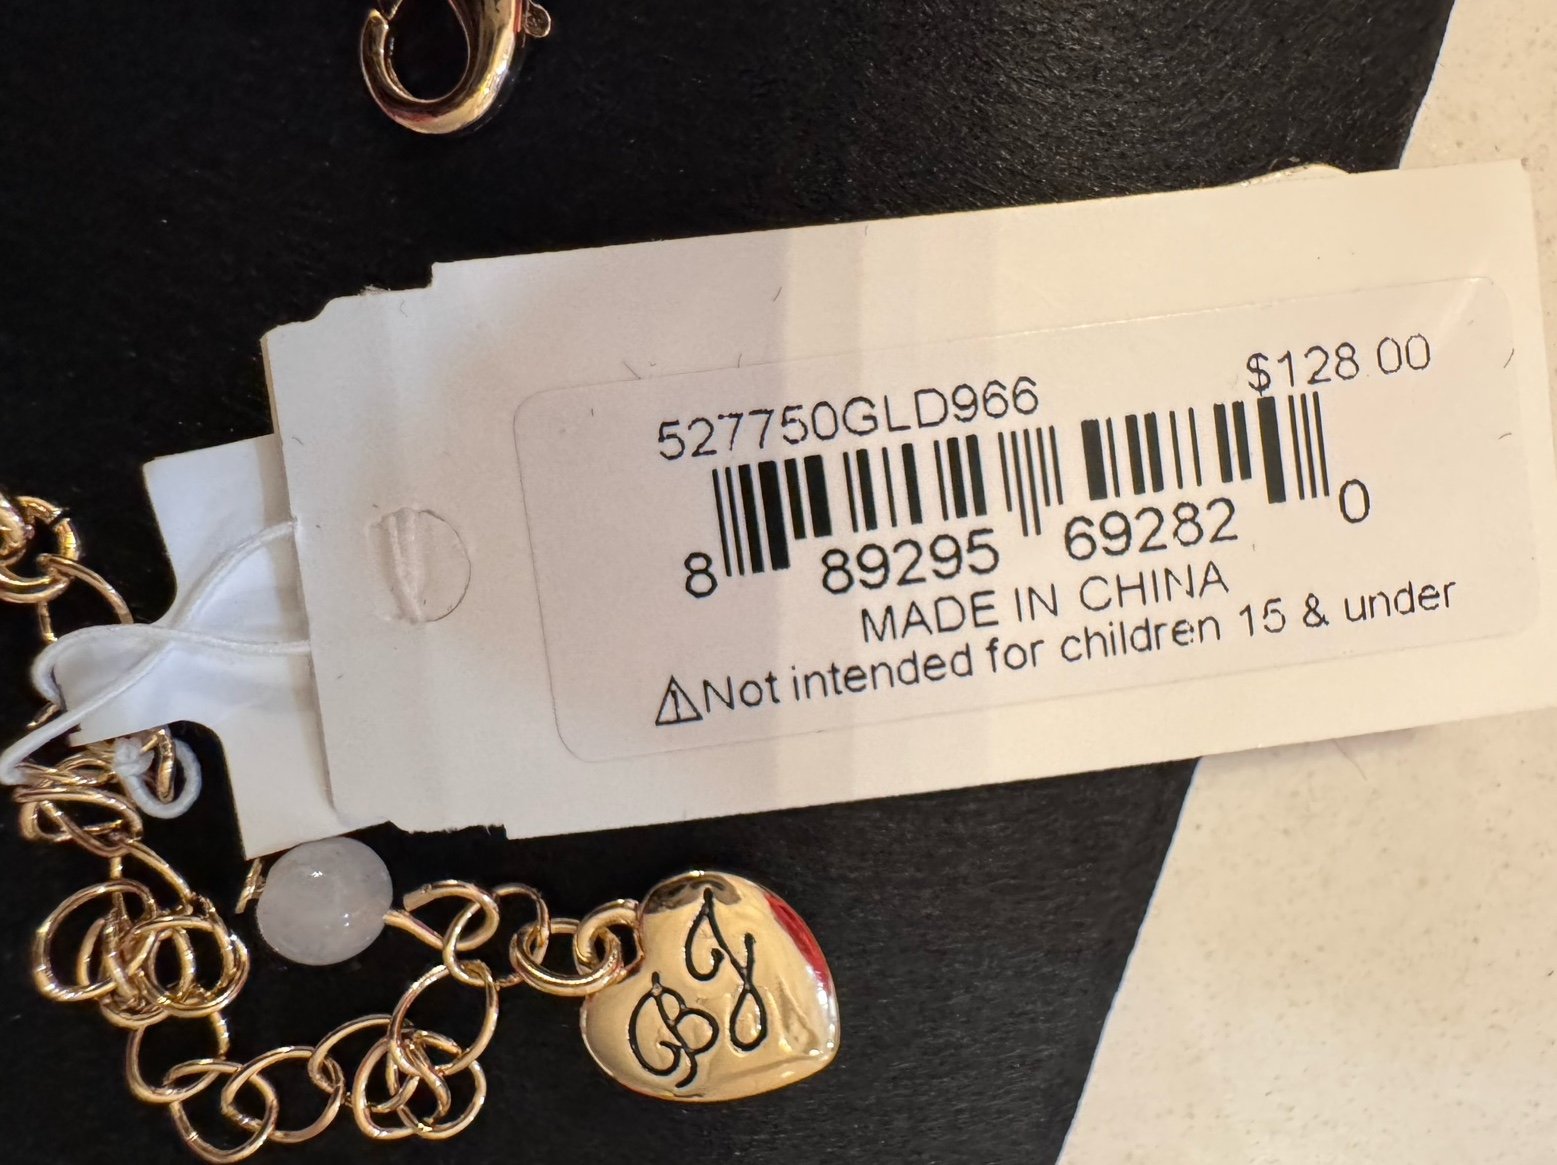 527750GLD966
$128.00
8 89295 69282 0
MADE IN CHINA
⚠Not intended for children 15 & under
BJ